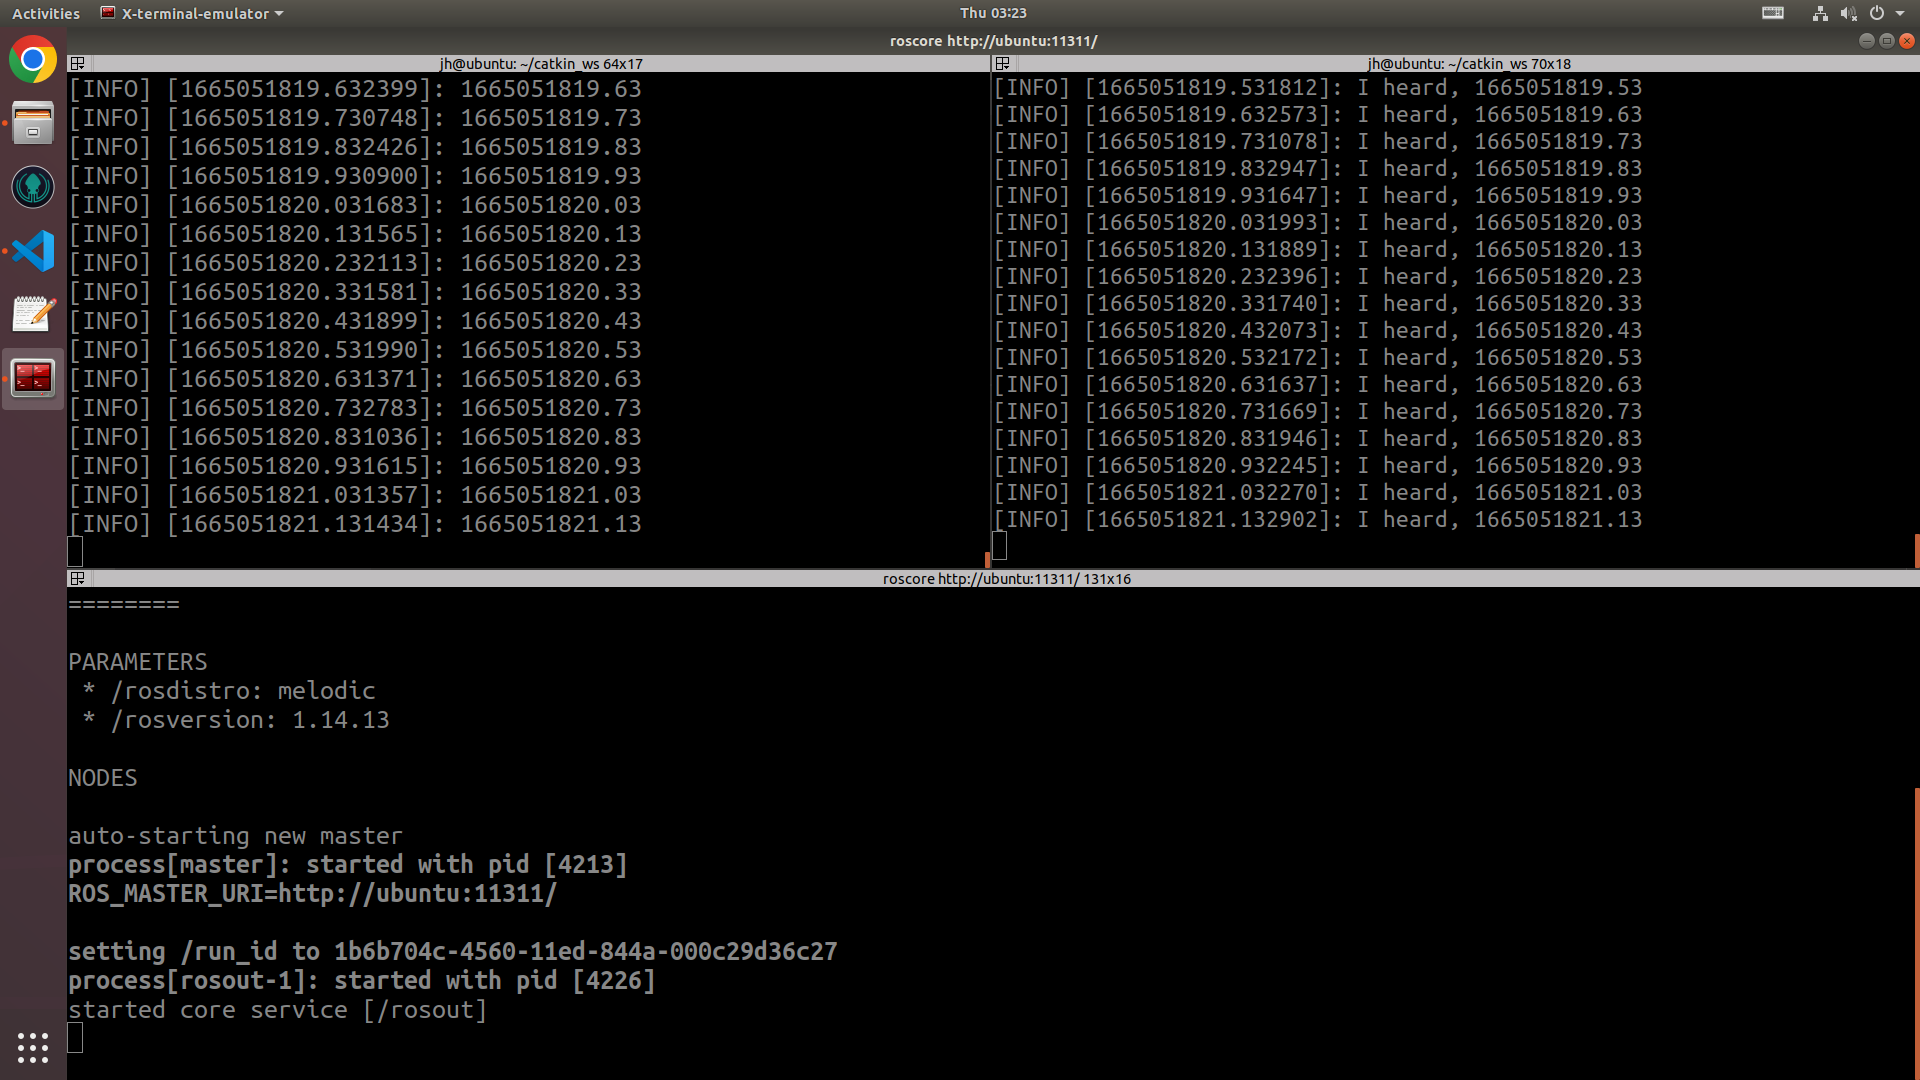 Activities
X-terminal-emulator
Thu 03:23
roscore http://ubuntu:11311/
jh@ubuntu: ~/catkin_ws 64x17
[INFO] [1665051819.632399]: 1665051819.63
[INFO] [1665051819.730748]: 1665051819.73
[INFO] [1665051819.832426]: 1665051819.83
[INFO] [1665051819.930900]: 1665051819.93
[INFO] [1665051820.031683]: 1665051820.03
[INFO] [1665051820.131565]: 1665051820.13
[INFO] [1665051820.232113]: 1665051820.23
[INFO] [1665051820.331581]: 1665051820.33
[INFO] [1665051820.431899]: 1665051820.43
[INFO] [1665051820.531990]: 1665051820.53
[INFO] [1665051820.631371]: 1665051820.63
[INFO] [1665051820.732783]: 1665051820.73
[INFO] [1665051820.831036]: 1665051820.83
[INFO] [1665051820.931615]: 1665051820.93
[INFO] [1665051821.031357]: 1665051821.03
[INFO] [1665051821.131434]: 1665051821.13
jh@ubuntu: ~/catkin_ws 70x18
[INFO] [1665051819.531812]: I heard, 1665051819.53
[INFO] [1665051819.632573]: I heard, 1665051819.63
[INFO] [1665051819.731078]: I heard, 1665051819.73
[INFO] [1665051819.832947]: I heard, 1665051819.83
[INFO] [1665051819.931647]: I heard, 1665051819.93
[INFO] [1665051820.031993]: I heard, 1665051820.03
[INFO] [1665051820.131889]: I heard, 1665051820.13
[INFO] [1665051820.232396]: I heard, 1665051820.23
[INFO] [1665051820.331740]: I heard, 1665051820.33
[INFO] [1665051820.432073]: I heard, 1665051820.43
[INFO] [1665051820.532172]: I heard, 1665051820.53
[INFO] [1665051820.631637]: I heard, 1665051820.63
[INFO] [1665051820.731669]: I heard, 1665051820.73
[INFO] [1665051820.831946]: I heard, 1665051820.83
[INFO] [1665051820.932245]: I heard, 1665051820.93
[INFO] [1665051821.032270]: I heard, 1665051821.03
[INFO] [1665051821.132902]: I heard, 1665051821.13
roscore http://ubuntu:11311/ 131x16
========
PARAMETERS
* /rosdistro: melodic
* /rosversion: 1.14.13
NODES
auto-starting new master
process[master]: started with pid [4213]
ROS_MASTER_URI=http://ubuntu:11311/
setting /run_id to 1b6b704c-4560-11ed-844a-000c29d36c27
process[rosout-1]: started with pid [4226]
started core service [/rosout]